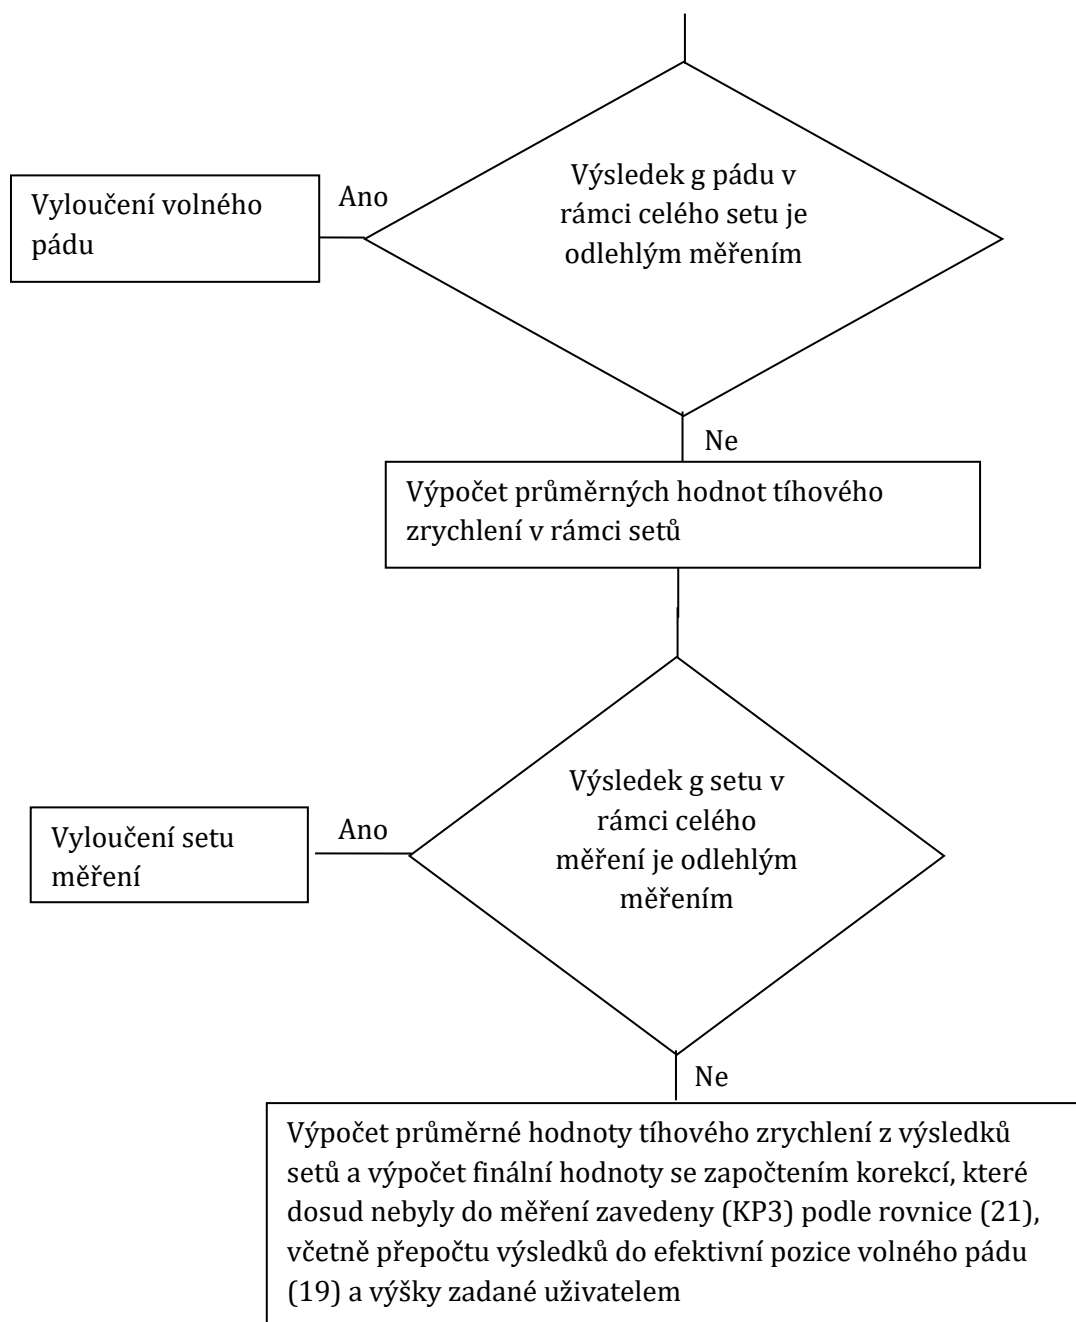 Výsledek g pádu v
rámci celého setu je
odlehlým měřením
Ano
Vyloučení volného
pádu
Ne
Výpočet průměrných hodnot tíhového
zrychlení v rámci setů
Výsledek g setu v
rámci celého
měření je odlehlým
měřením
Ano
Vyloučení setu
měření
Ne
Výpočet průměrné hodnoty tíhového zrychlení z výsledků
setů a výpočet finální hodnoty se započtením korekcí, které
dosud nebyly do měření zavedeny (KP3) podle rovnice (21),
včetně přepočtu výsledků do efektivní pozice volného pádu
(19) a výšky zadané uživatelem